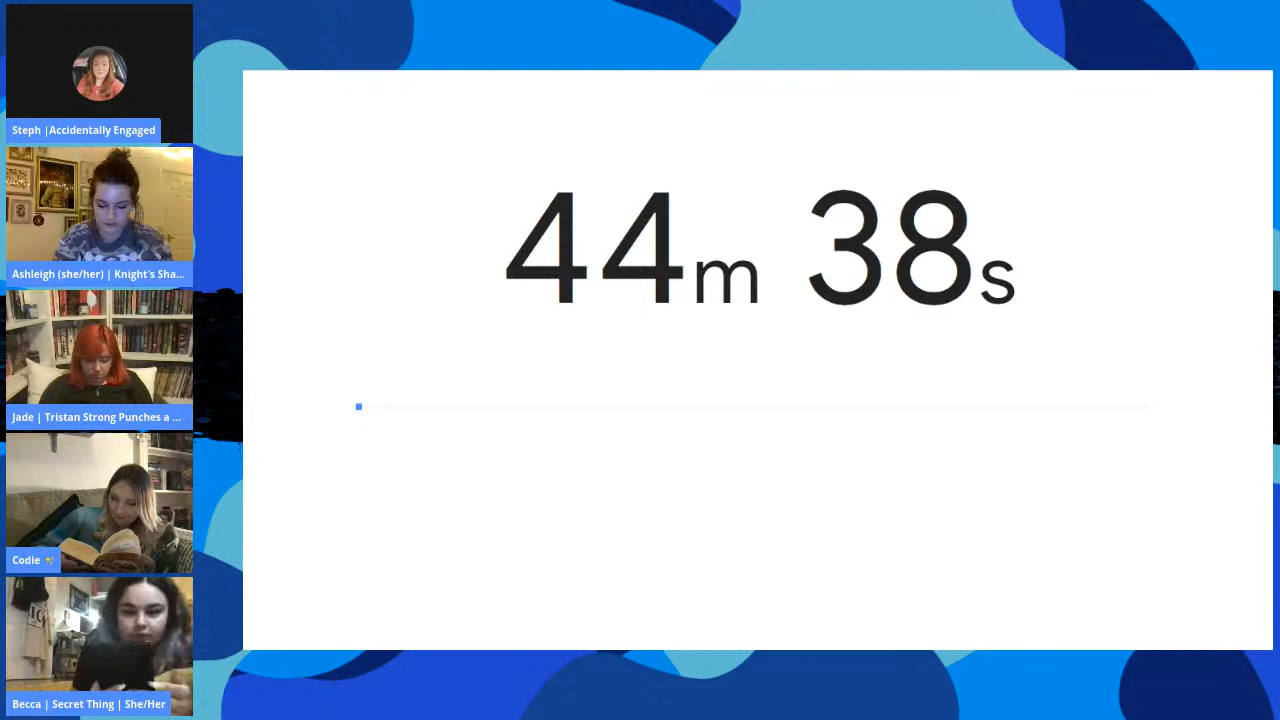 Steph |Accidentally Engaged
44m 38s
Ashleigh (she/her) | Knight's Sha...
Jade | Tristan Strong Punches a ...
Codie ✨
Becca | Secret Thing | She/Her